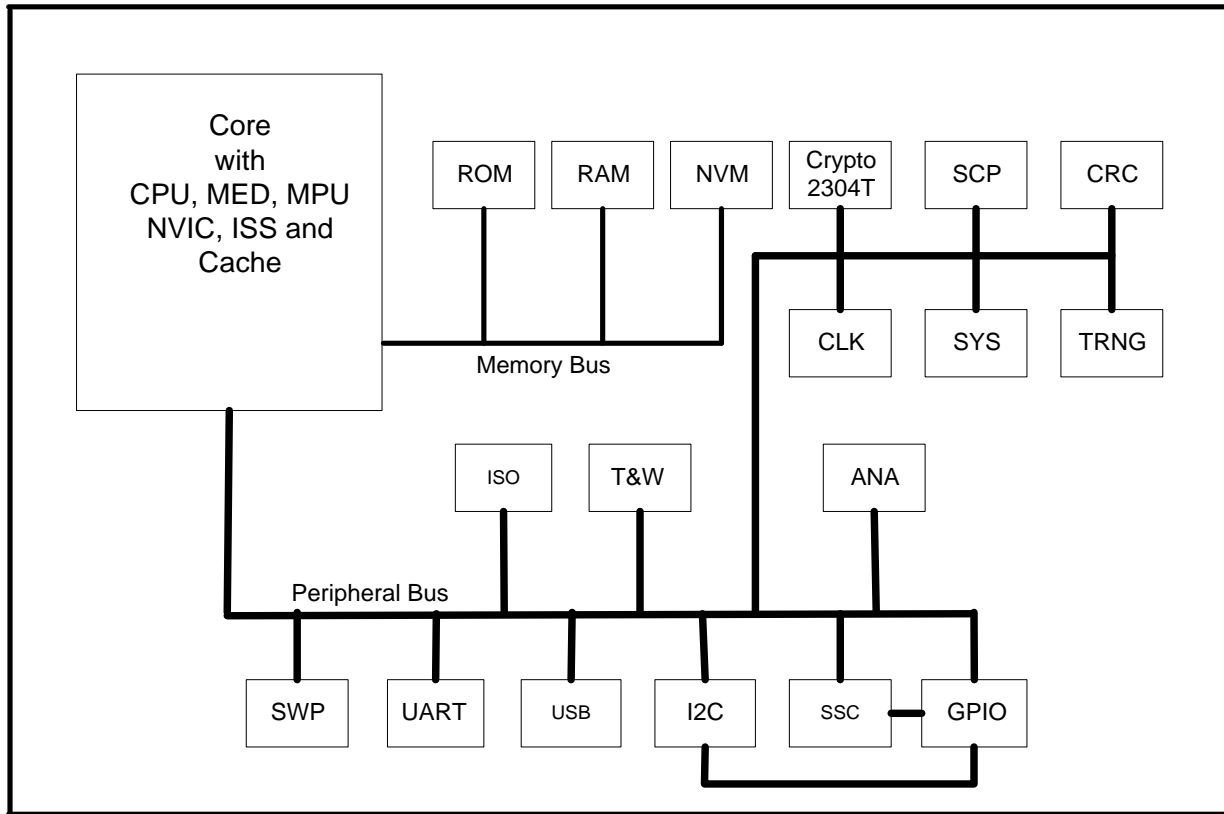 Core
with
CPU, MED, MPU
NVIC, ISS and
Cache
ROM
RAM
NVM
Crypto
2304T
SCP
CRC
Memory Bus
CLK
SYS
TRNG
ISO
T&W
ANA
Peripheral Bus
SWP
UART
USB
I2C
SSC
GPIO